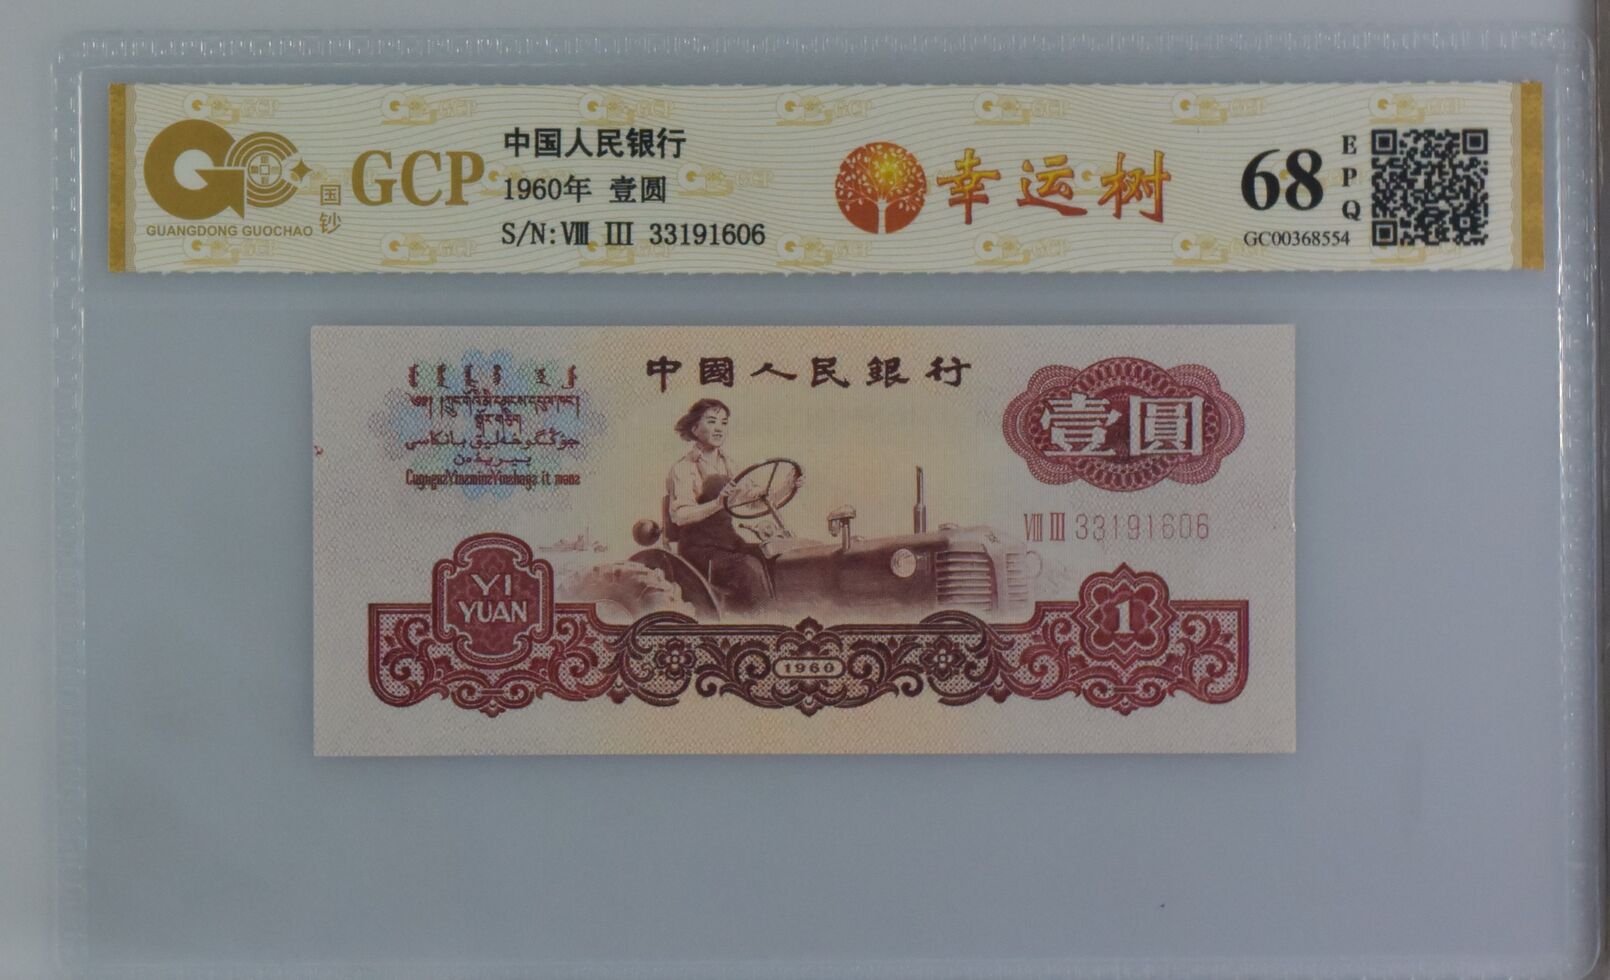 GCP
国钞
GUANGDONG GUOCHAO
中国人民银行
1960年 壹圆
S/N:Ⅷ Ⅲ 33191606
幸运树
68
EPQ
GC00368554
中國人民銀行
壹圓
Ⅷ Ⅲ 33191606
YI
YUAN
1960
1